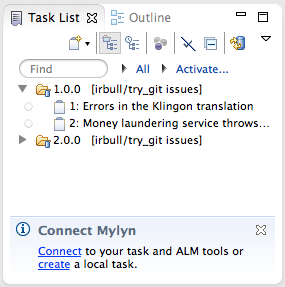 Task List Outline
Find All Activate...
1.0.0 [irbull/try_git issues]
1: Errors in the Klingon translation
2: Money laundering service throws...
2.0.0 [irbull/try_git issues]
Connect Mylyn
Connect to your task and ALM tools or
create a local task.